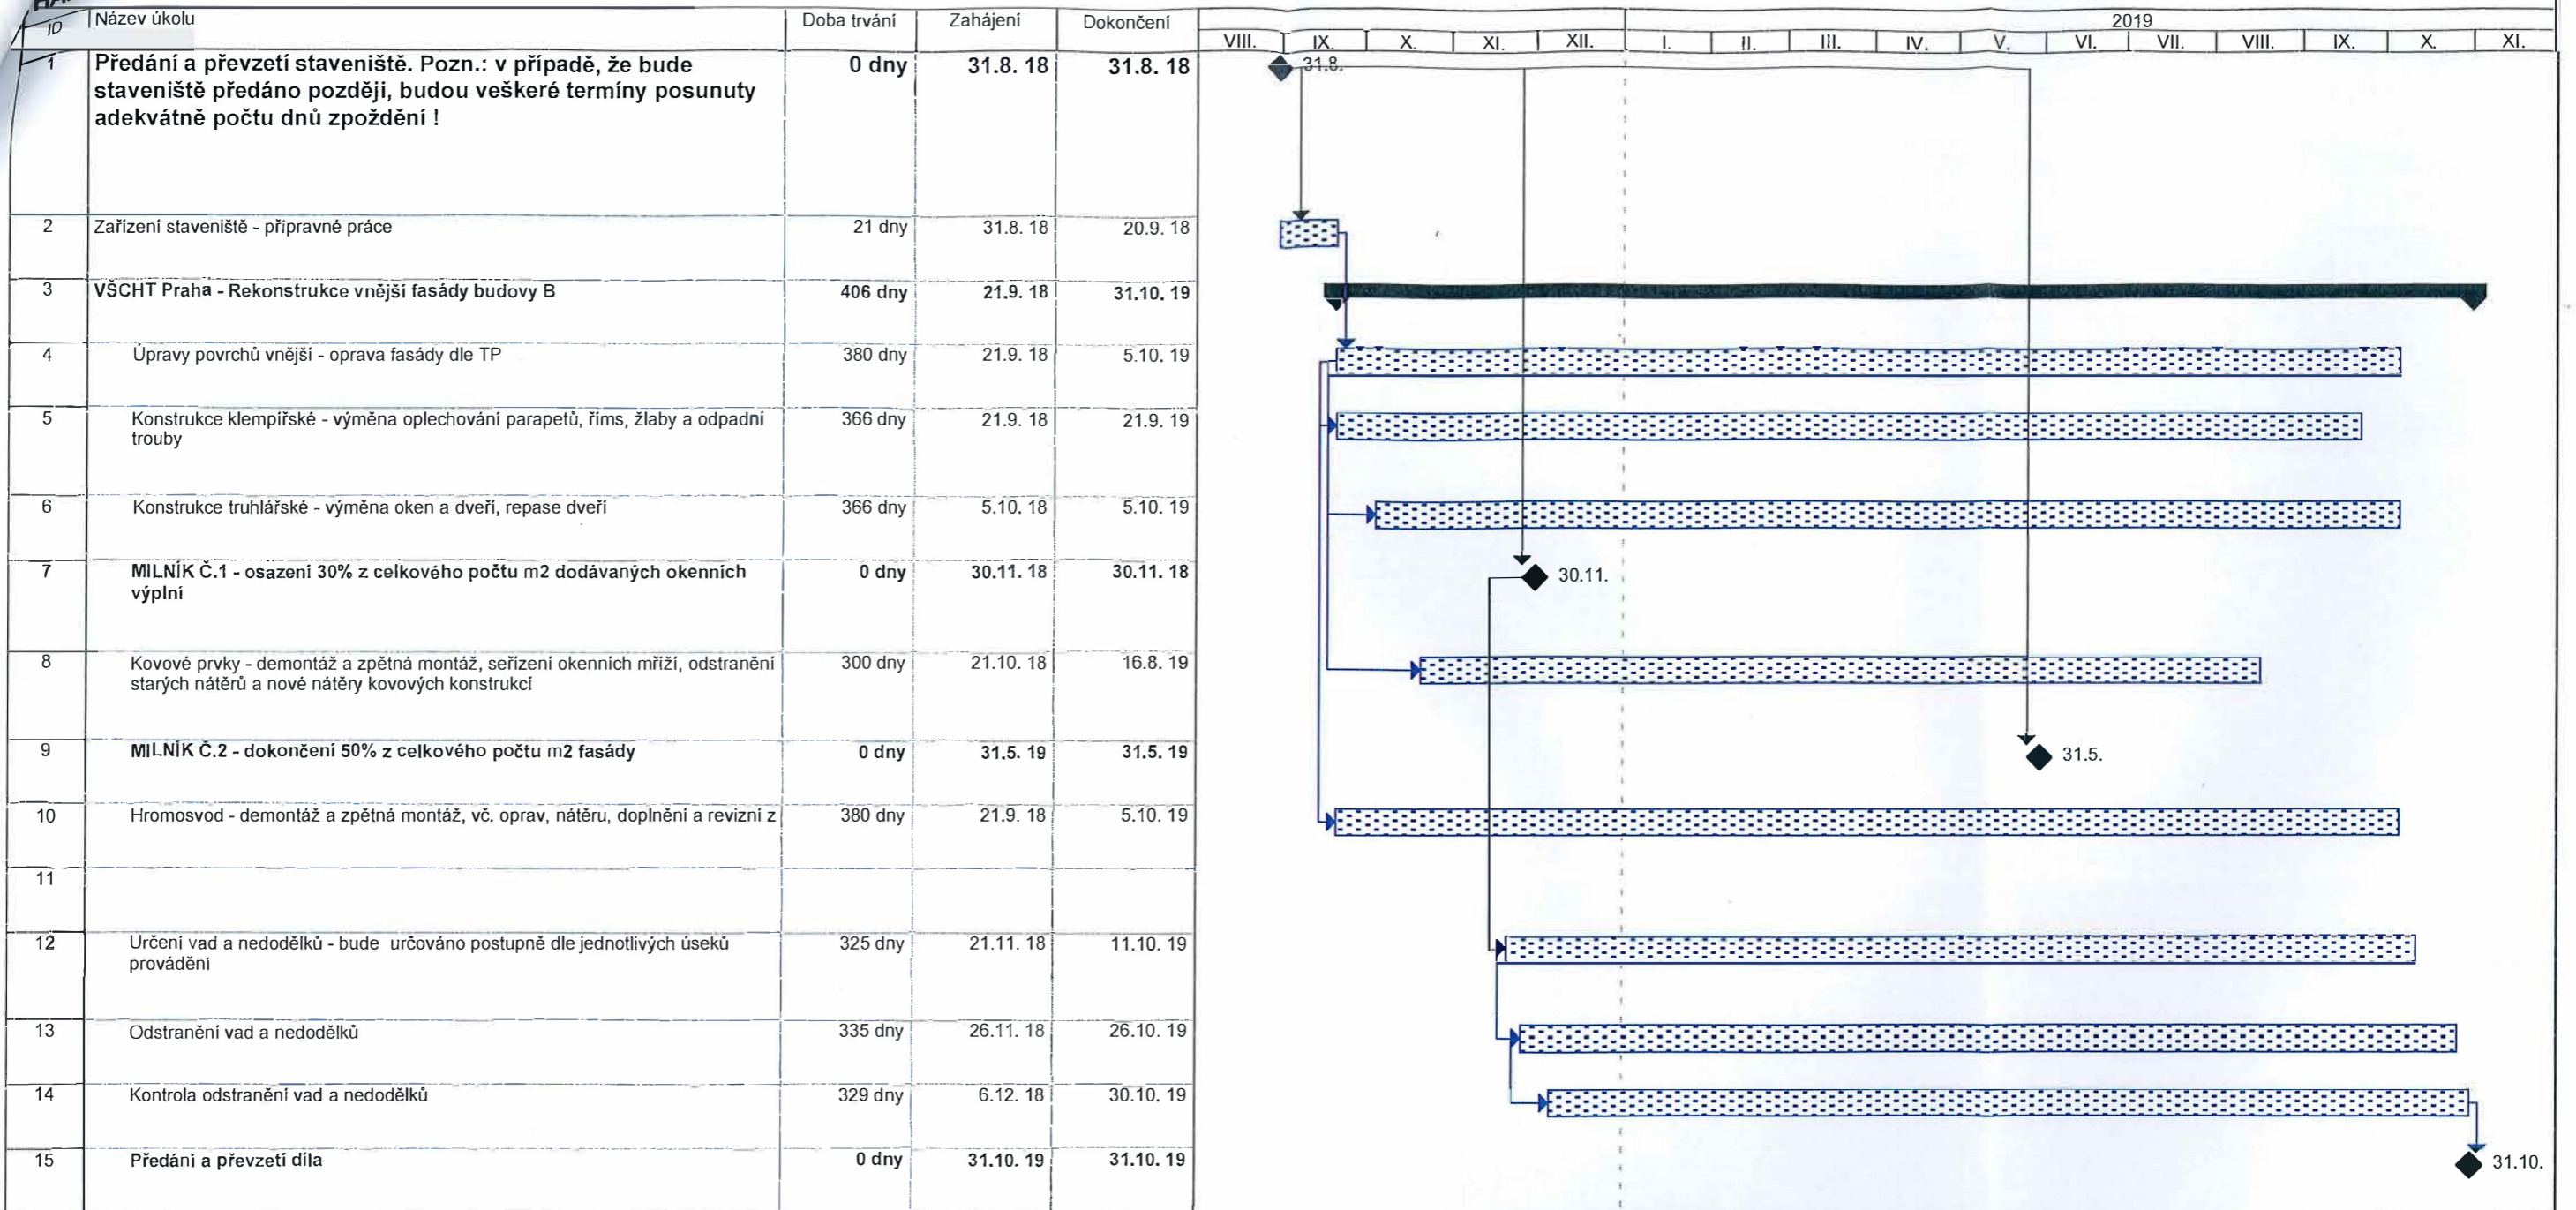 ID Název úkolu Doba trvání Zahájení Dokončení 2019
VIII. IX. X. XI. XII. I. II. III. IV. V. VI. VII. VIII. IX. X. XI.
1 Předání a převzetí staveniště. Pozn.: v případě, že bude 0 dny 31.8. 18 31.8. 18 31.8.
staveniště předáno později, budou veškeré termíny posunuty
adekvátně počtu dnů zpoždění !
2 Zařízení staveniště - přípravné práce 21 dny 31.8. 18 20.9. 18
3 VŠCHT Praha - Rekonstrukce vnější fasády budovy B 406 dny 21.9. 18 31.10. 19
4 Úpravy povrchů vnější - oprava fasády dle TP 380 dny 21.9. 18 5.10. 19
5 Konstrukce klempířské - výměna oplechování parapetů, říms, žlaby a odpadní 366 dny 21.9. 18 21.9. 19
trouby
6 Konstrukce truhlářské - výměna oken a dveří, repase dveří 366 dny 5.10. 18 5.10. 19
7 MILNÍK Č.1 - osazení 30% z celkového počtu m2 dodávaných okenních 0 dny 30.11. 18 30.11. 18 30.11.
výplní
8 Kovové prvky - demontáž a zpětná montáž, seřízení okenních mříží, odstranění 300 dny 21.10. 18 16.8. 19
starých nátěrů a nové nátěry kovových konstrukcí
9 MILNÍK Č.2 - dokončení 50% z celkového počtu m2 fasády 0 dny 31.5. 19 31.5. 19 31.5.
10 Hromosvod - demontáž a zpětná montáž, vč. oprav, nátěru, doplnění a revizní z 380 dny 21.9. 18 5.10. 19
11
12 Určení vad a nedodělků - bude určováno postupně dle jednotlivých úseků 325 dny 21.11. 18 11.10. 19
provádění
13 Odstranění vad a nedodělků 335 dny 26.11. 18 26.10. 19
14 Kontrola odstranění vad a nedodělků 329 dny 6.12. 18 30.10. 19
15 Předání a převzetí díla 0 dny 31.10. 19 31.10. 19 31.10.